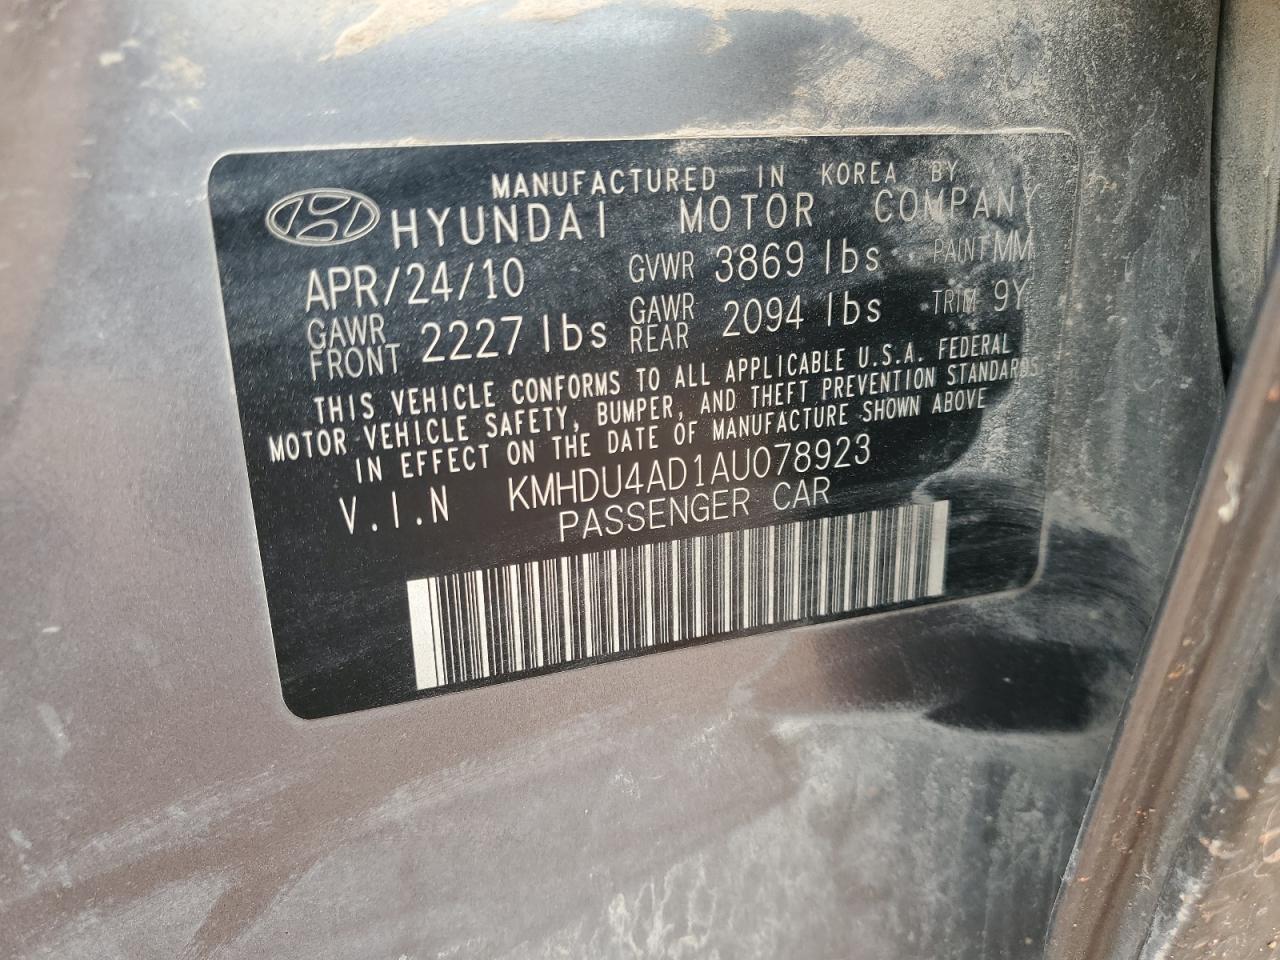 MANUFACTURED IN KOREA BY
HYUNDAI MOTOR COMPANY
APR/24/10 GVWR 3869 lbs PAINT MM
GAWR FRONT 2227 lbs GAWR REAR 2094 lbs TRIM 9Y
THIS VEHICLE CONFORMS TO ALL APPLICABLE U.S.A. FEDERAL
MOTOR VEHICLE SAFETY, BUMPER, AND THEFT PREVENTION STANDARDS
IN EFFECT ON THE DATE OF MANUFACTURE SHOWN ABOVE
V.I.N KMHDU4AD1AU078923
PASSENGER CAR